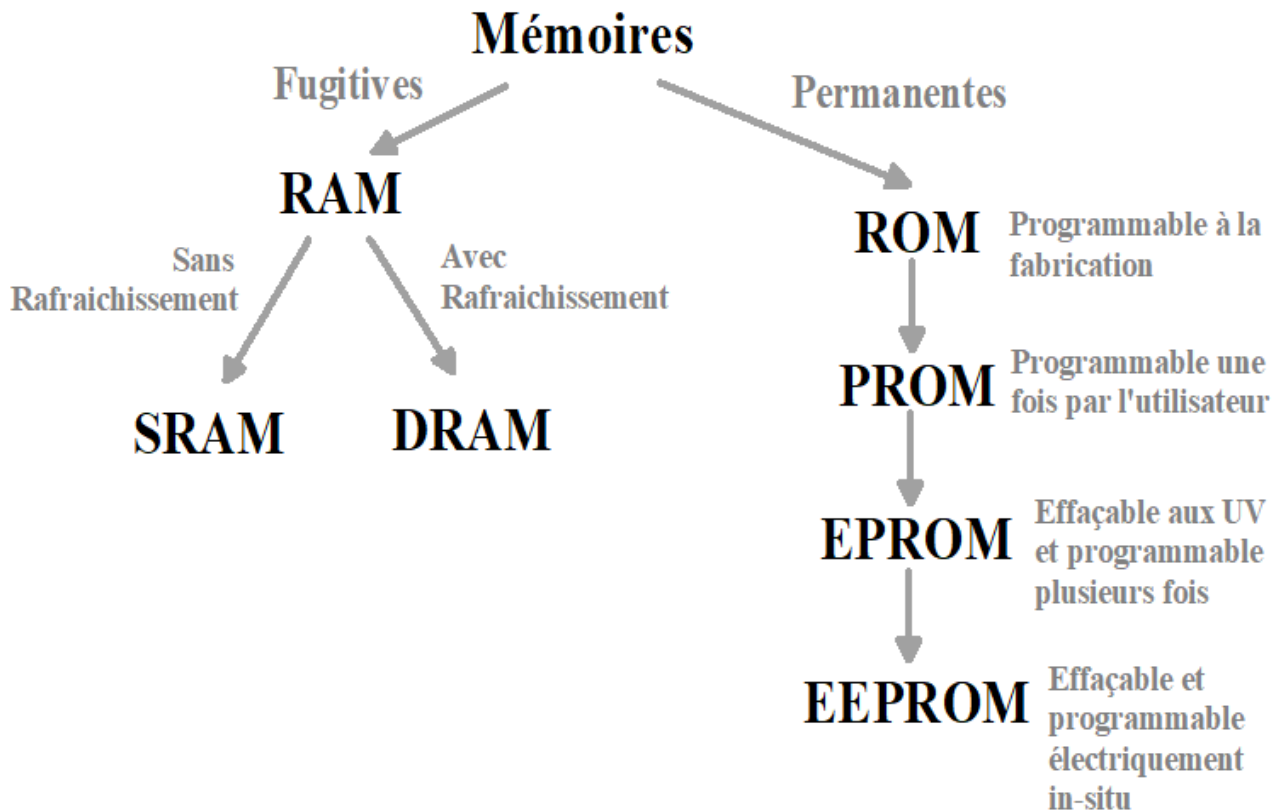 Mémoires
Fugitives
Permanentes
RAM
ROM
Programmable à la
fabrication
Sans
Rafraichissement
Avec
Rafraichissement
PROM
Programmable une
fois par l'utilisateur
SRAM
DRAM
EPROM
Effaçable aux UV
et programmable
plusieurs fois
EEPROM
Effaçable et
programmable
électriquement
in-situ